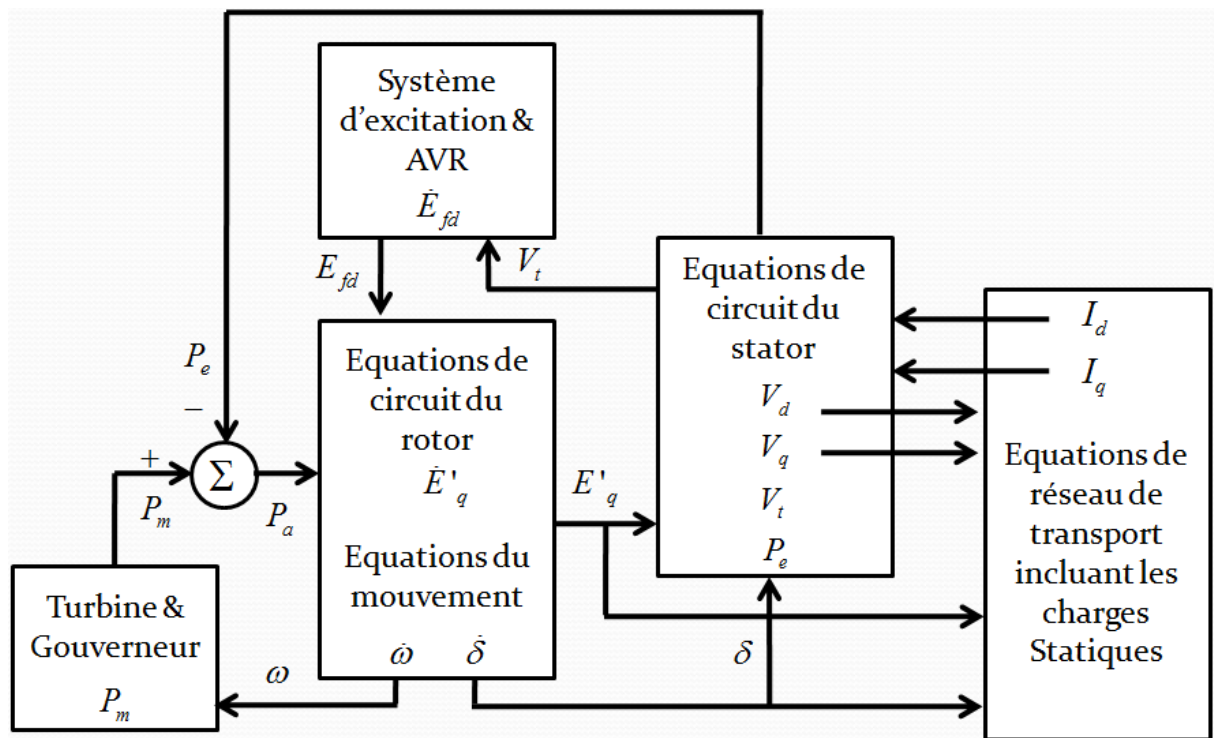 Système
d'excitation &
AVR
Ė_fd
E_fd
V_t
P_e
−
+
Σ
P_m
P_a
Turbine &
Gouverneur
P_m
ω
Equations de
circuit du
rotor
Ė'_q
Equations du
mouvement
ω̇ δ̇
E'_q
δ
Equations de
circuit du
stator
V_d
V_q
V_t
P_e
I_d
I_q
Equations de
réseau de
transport
incluant les
charges
Statiques